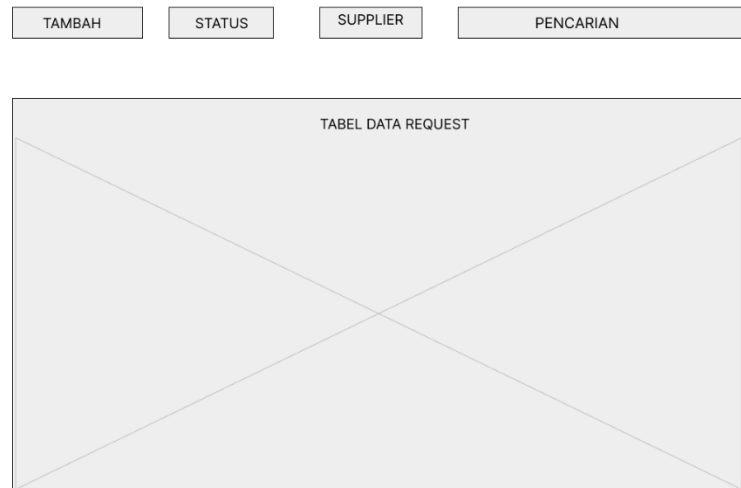 TAMBAH
STATUS
SUPPLIER
PENCARIAN
TABEL DATA REQUEST